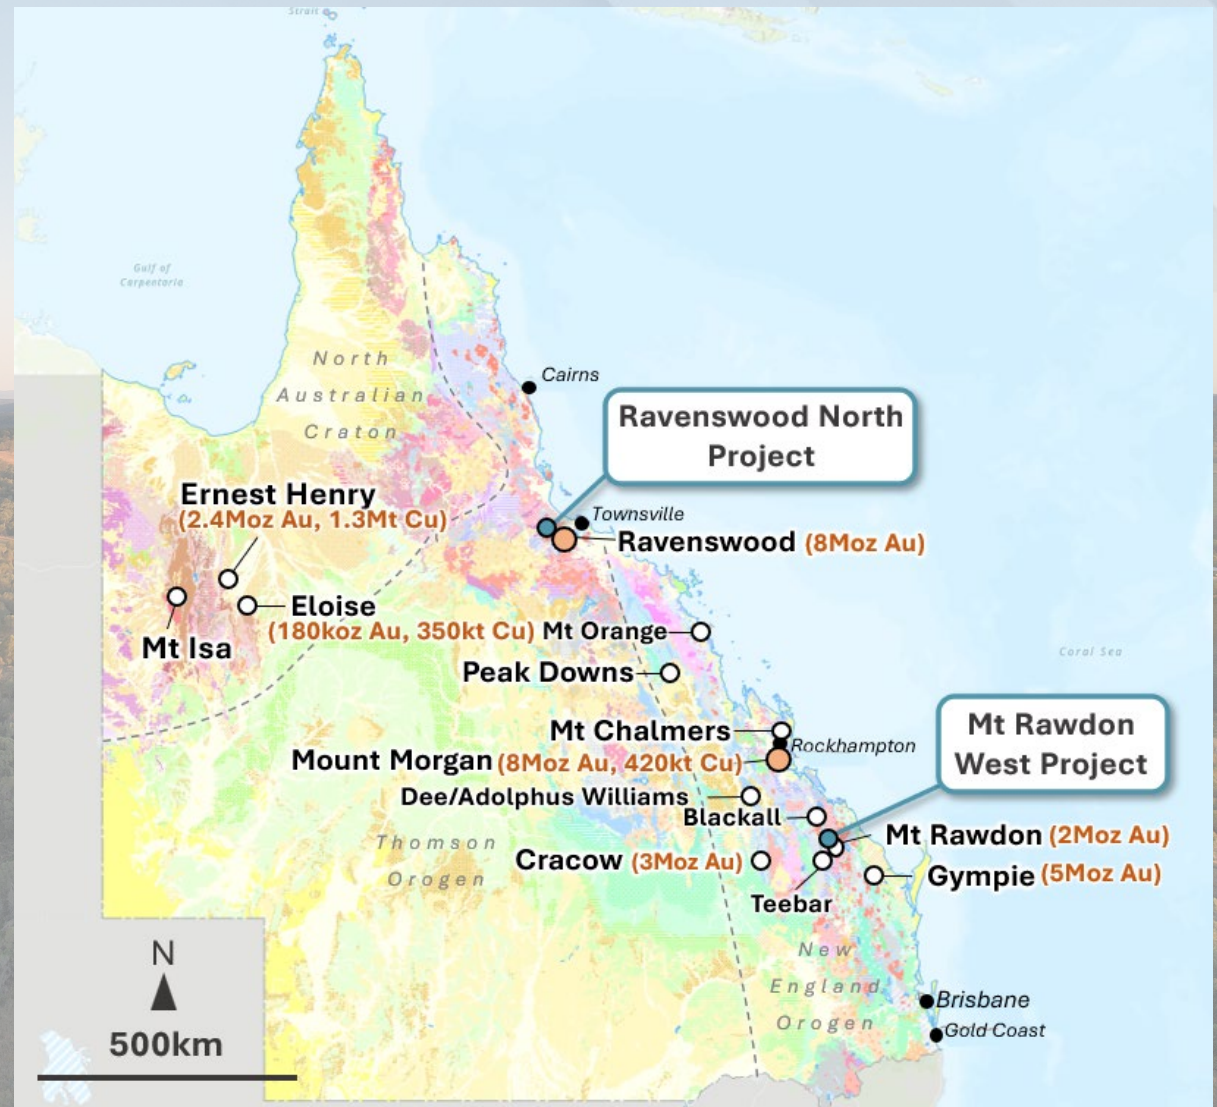 Strait
Gulf of
Carpentaria
North
Australian
Craton
Cairns
Ravenswood North
Project
Ernest Henry
(2.4Moz Au, 1.3Mt Cu)
Townsville
Ravenswood (8Moz Au)
Eloise
(180koz Au, 350kt Cu)
Mt Orange
Mt Isa
Coral Sea
Peak Downs
Mt Chalmers
Rockhampton
Mount Morgan (8Moz Au, 420kt Cu)
Mt Rawdon
West Project
Dee/Adolphus Williams
Blackall
Thomson
Orogen
Mt Rawdon (2Moz Au)
Cracow (3Moz Au)
Gympie (5Moz Au)
Teebar
New
England
Orogen
N
500km
Brisbane
Gold Coast